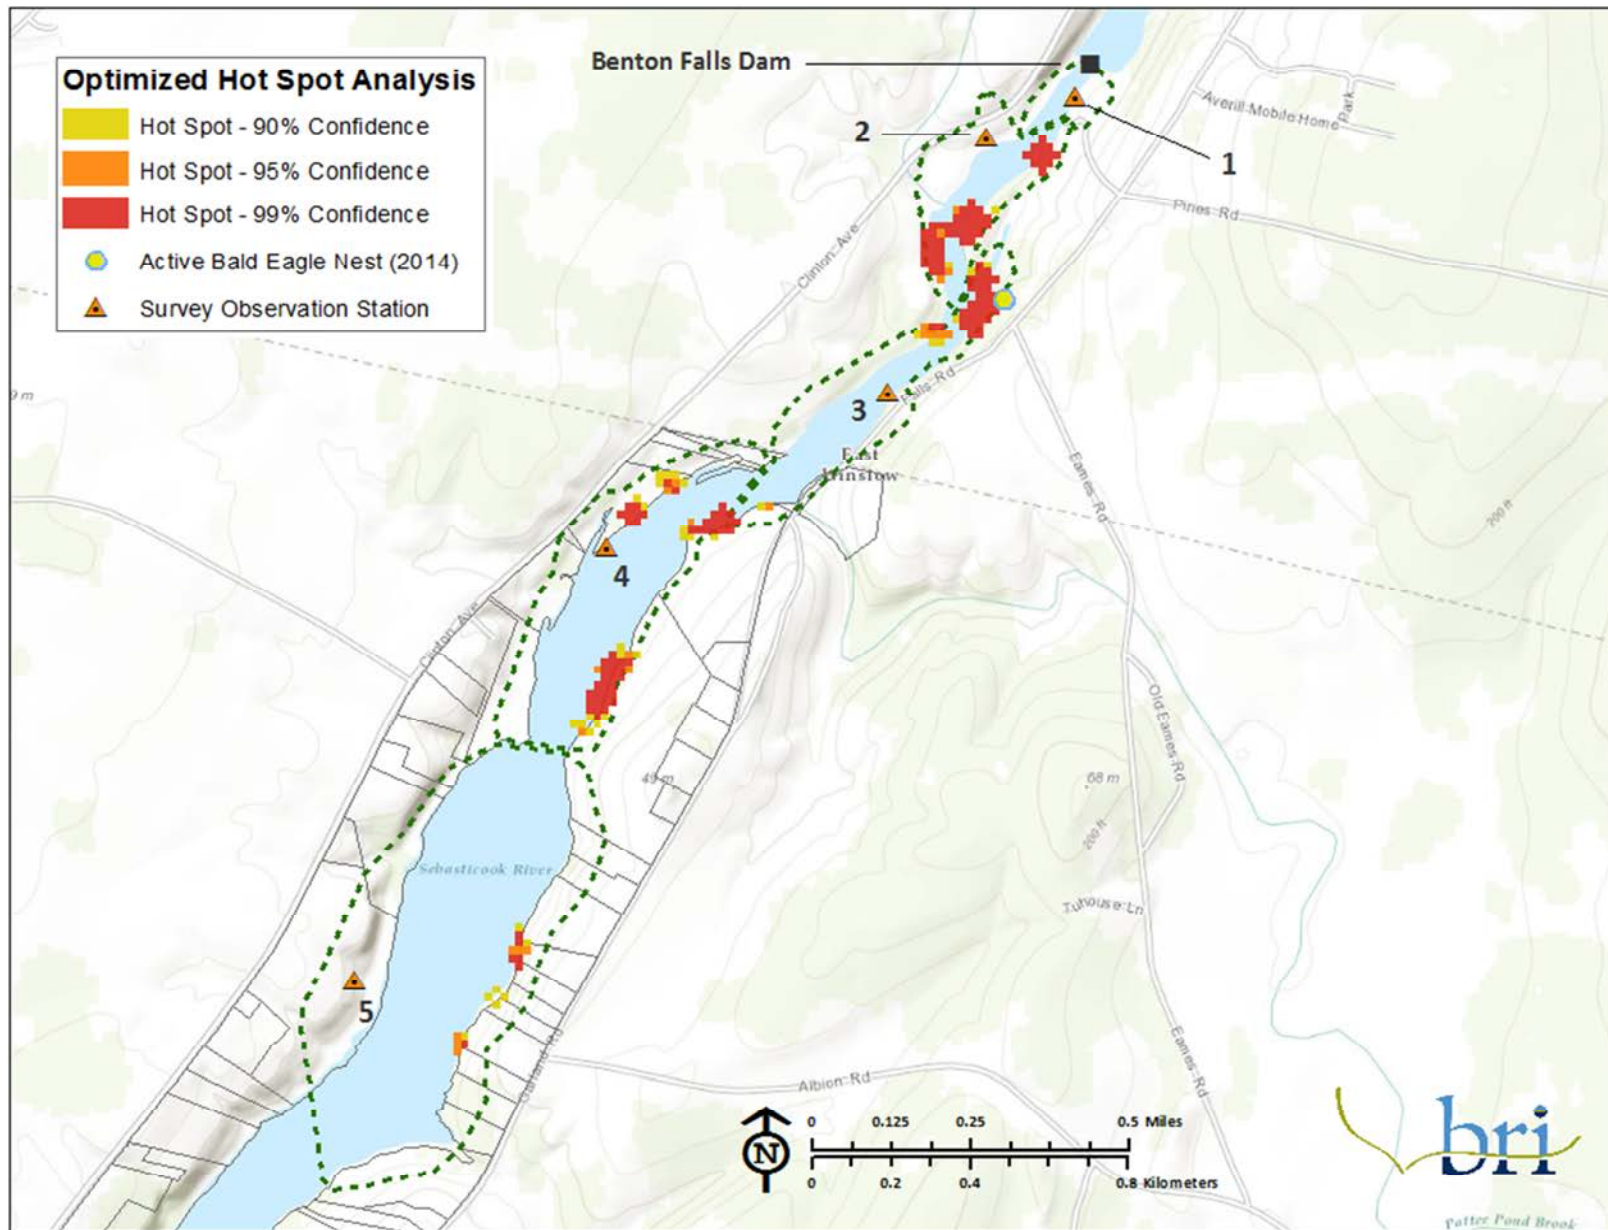 Benton Falls Dam
Optimized Hot Spot Analysis
Hot Spot - 90% Confidence
Hot Spot - 95% Confidence
Hot Spot - 99% Confidence
Active Bald Eagle Nest (2014)
Survey Observation Station
Averill Mobile Home
Park
2
1
Pines Rd
Clinton Ave
9 m
3
Falls Rd
East
Winslow
Eames Rd
200 ft
4
Clinton Ave
Old Eames Rd
49 m
68 m
200 ft
Sebasticook River
Tuhouse Ln
5
Garland Rd
Eames Rd
Albion Rd
0 0.125 0.25 0.5 Miles
N
0 0.2 0.4 0.8 Kilometers
bri
Patter Pond Brook